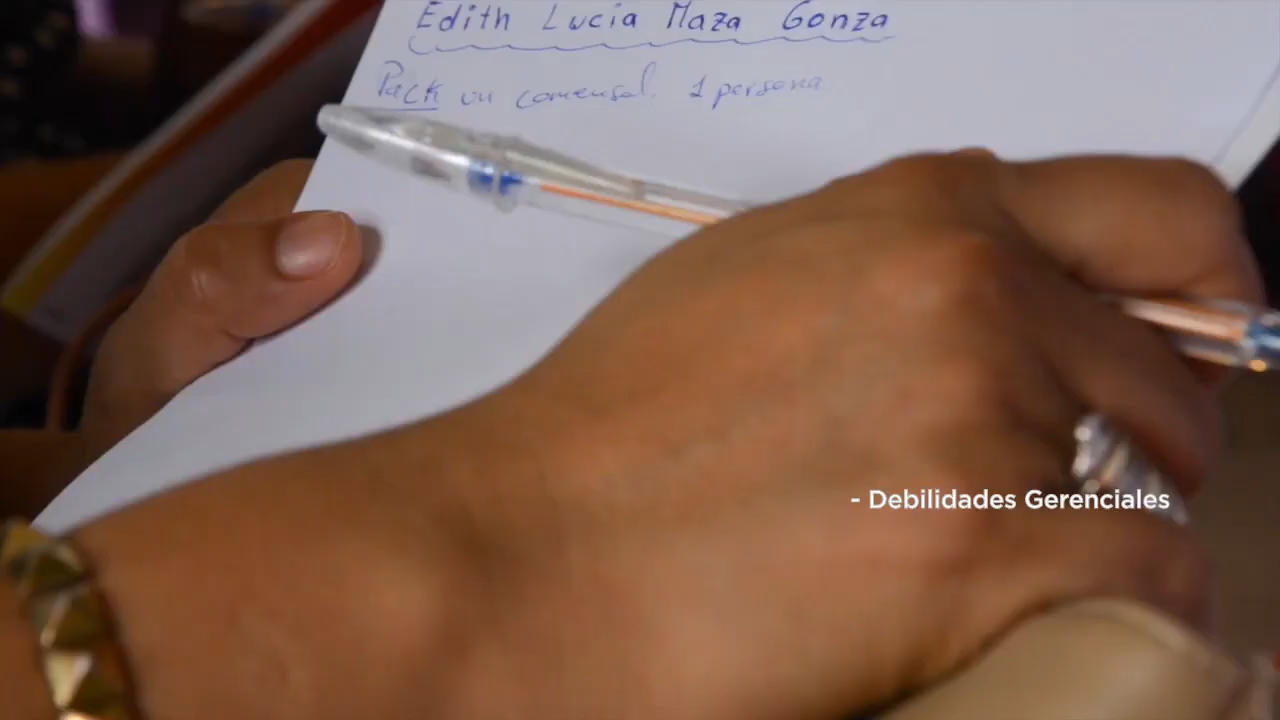 Edith Lucia Maza Gonza
Pack un comensal. 1 persona
- Debilidades Gerenciales